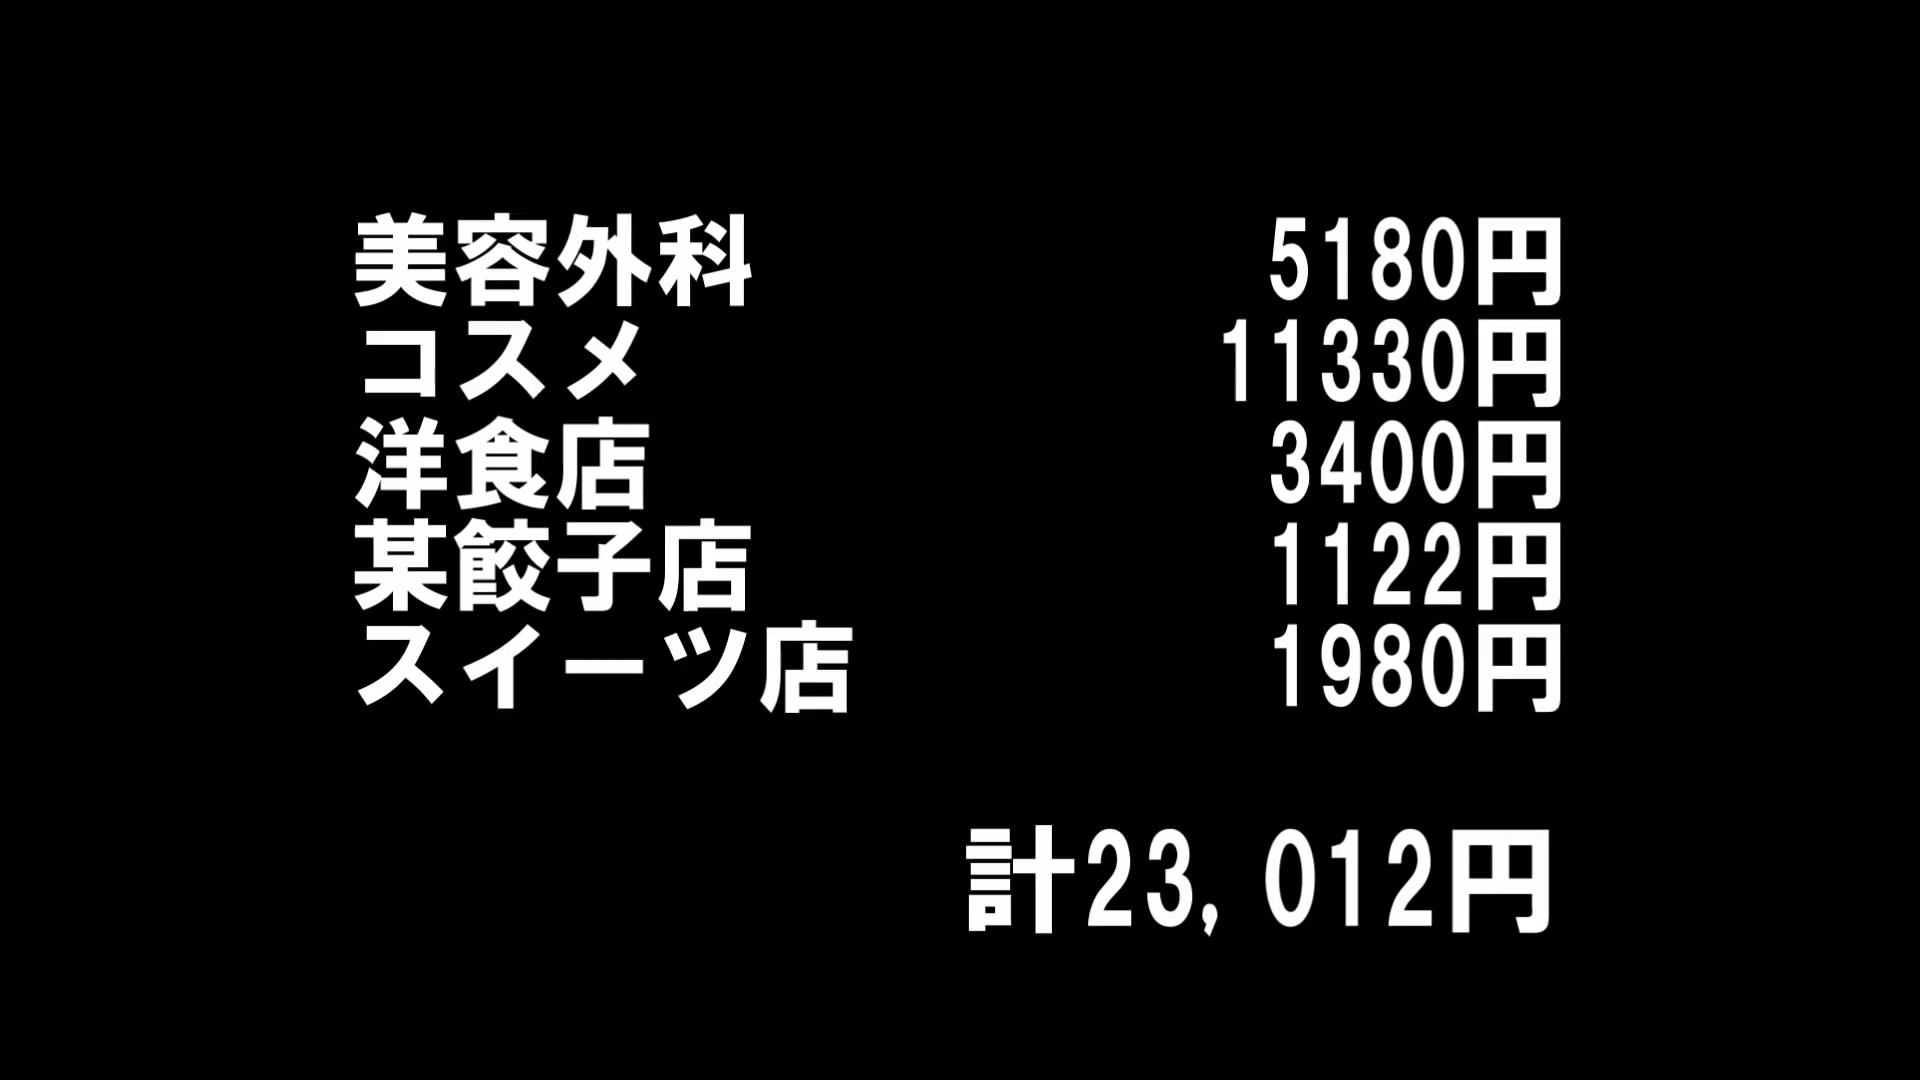 美容外科 5180円
コスメ 11330円
洋食店 3400円
某餃子店 1122円
スイーツ店 1980円
計23,012円